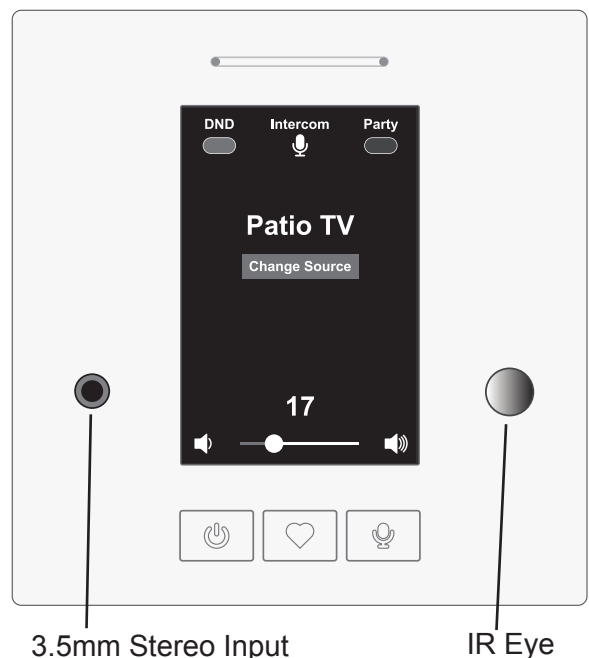 DND Intercom Party
Patio TV
Change Source
17
3.5mm Stereo Input IR Eye